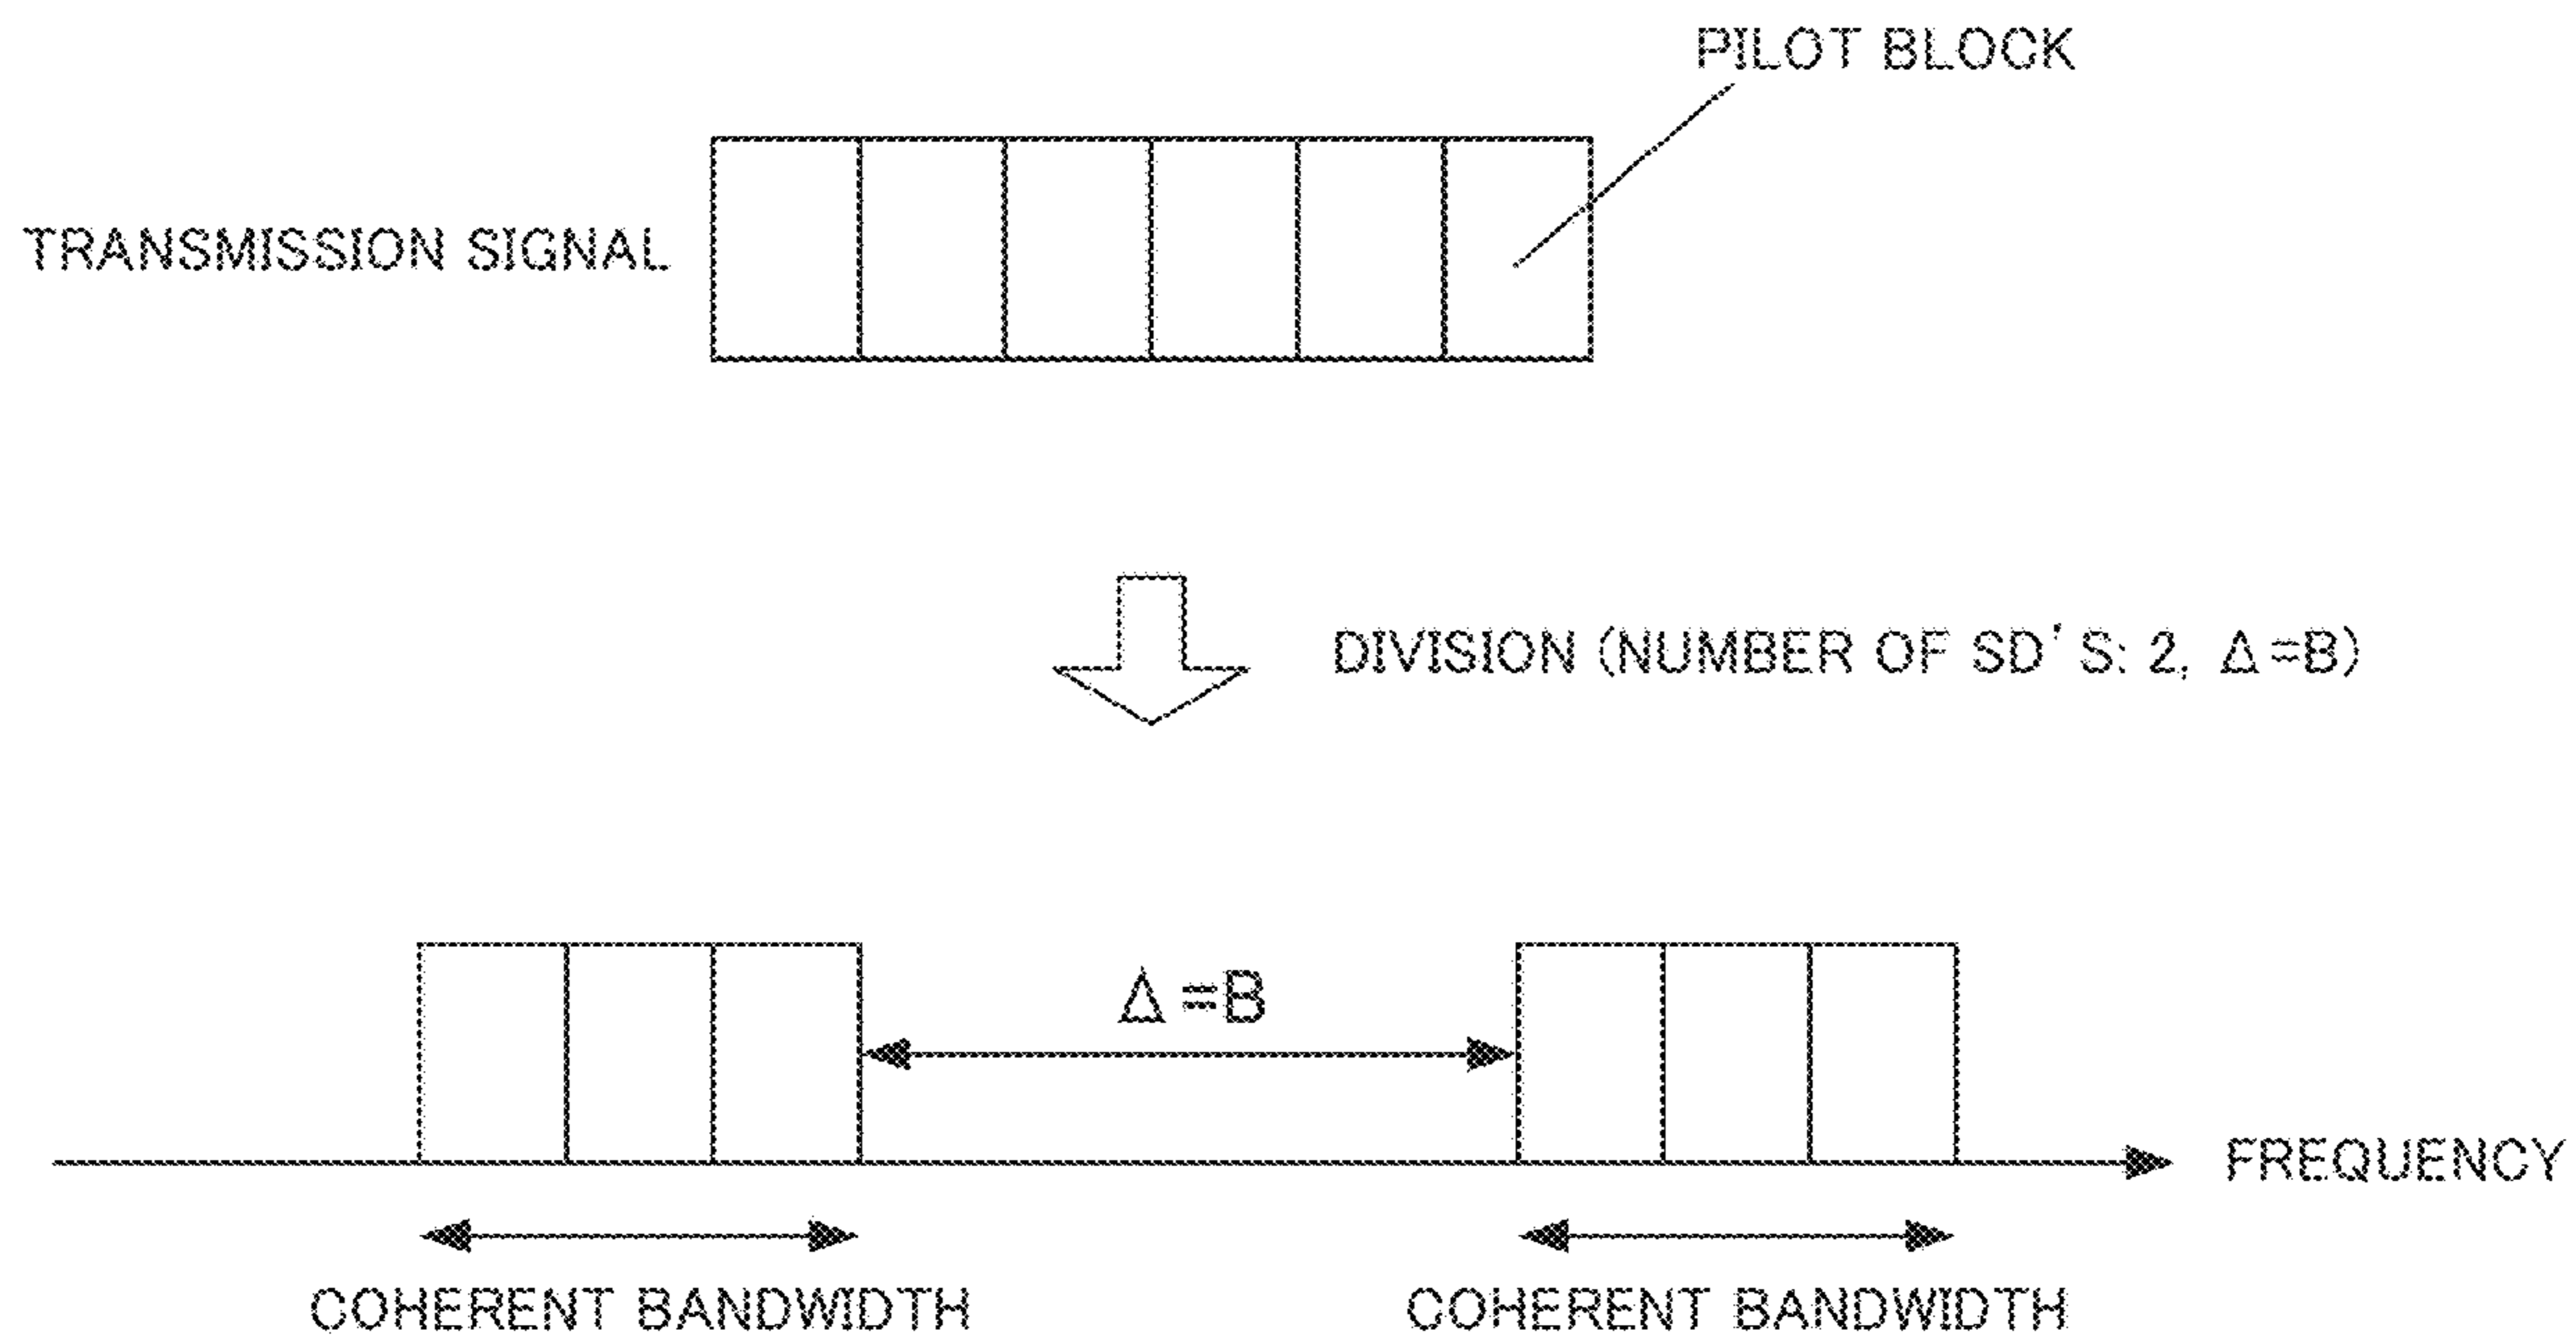 PILOT BLOCK
TRANSMISSION SIGNAL
DIVISION (NUMBER OF SD'S: 2, Δ=B)
Δ=B
FREQUENCY
COHERENT BANDWIDTH
COHERENT BANDWIDTH